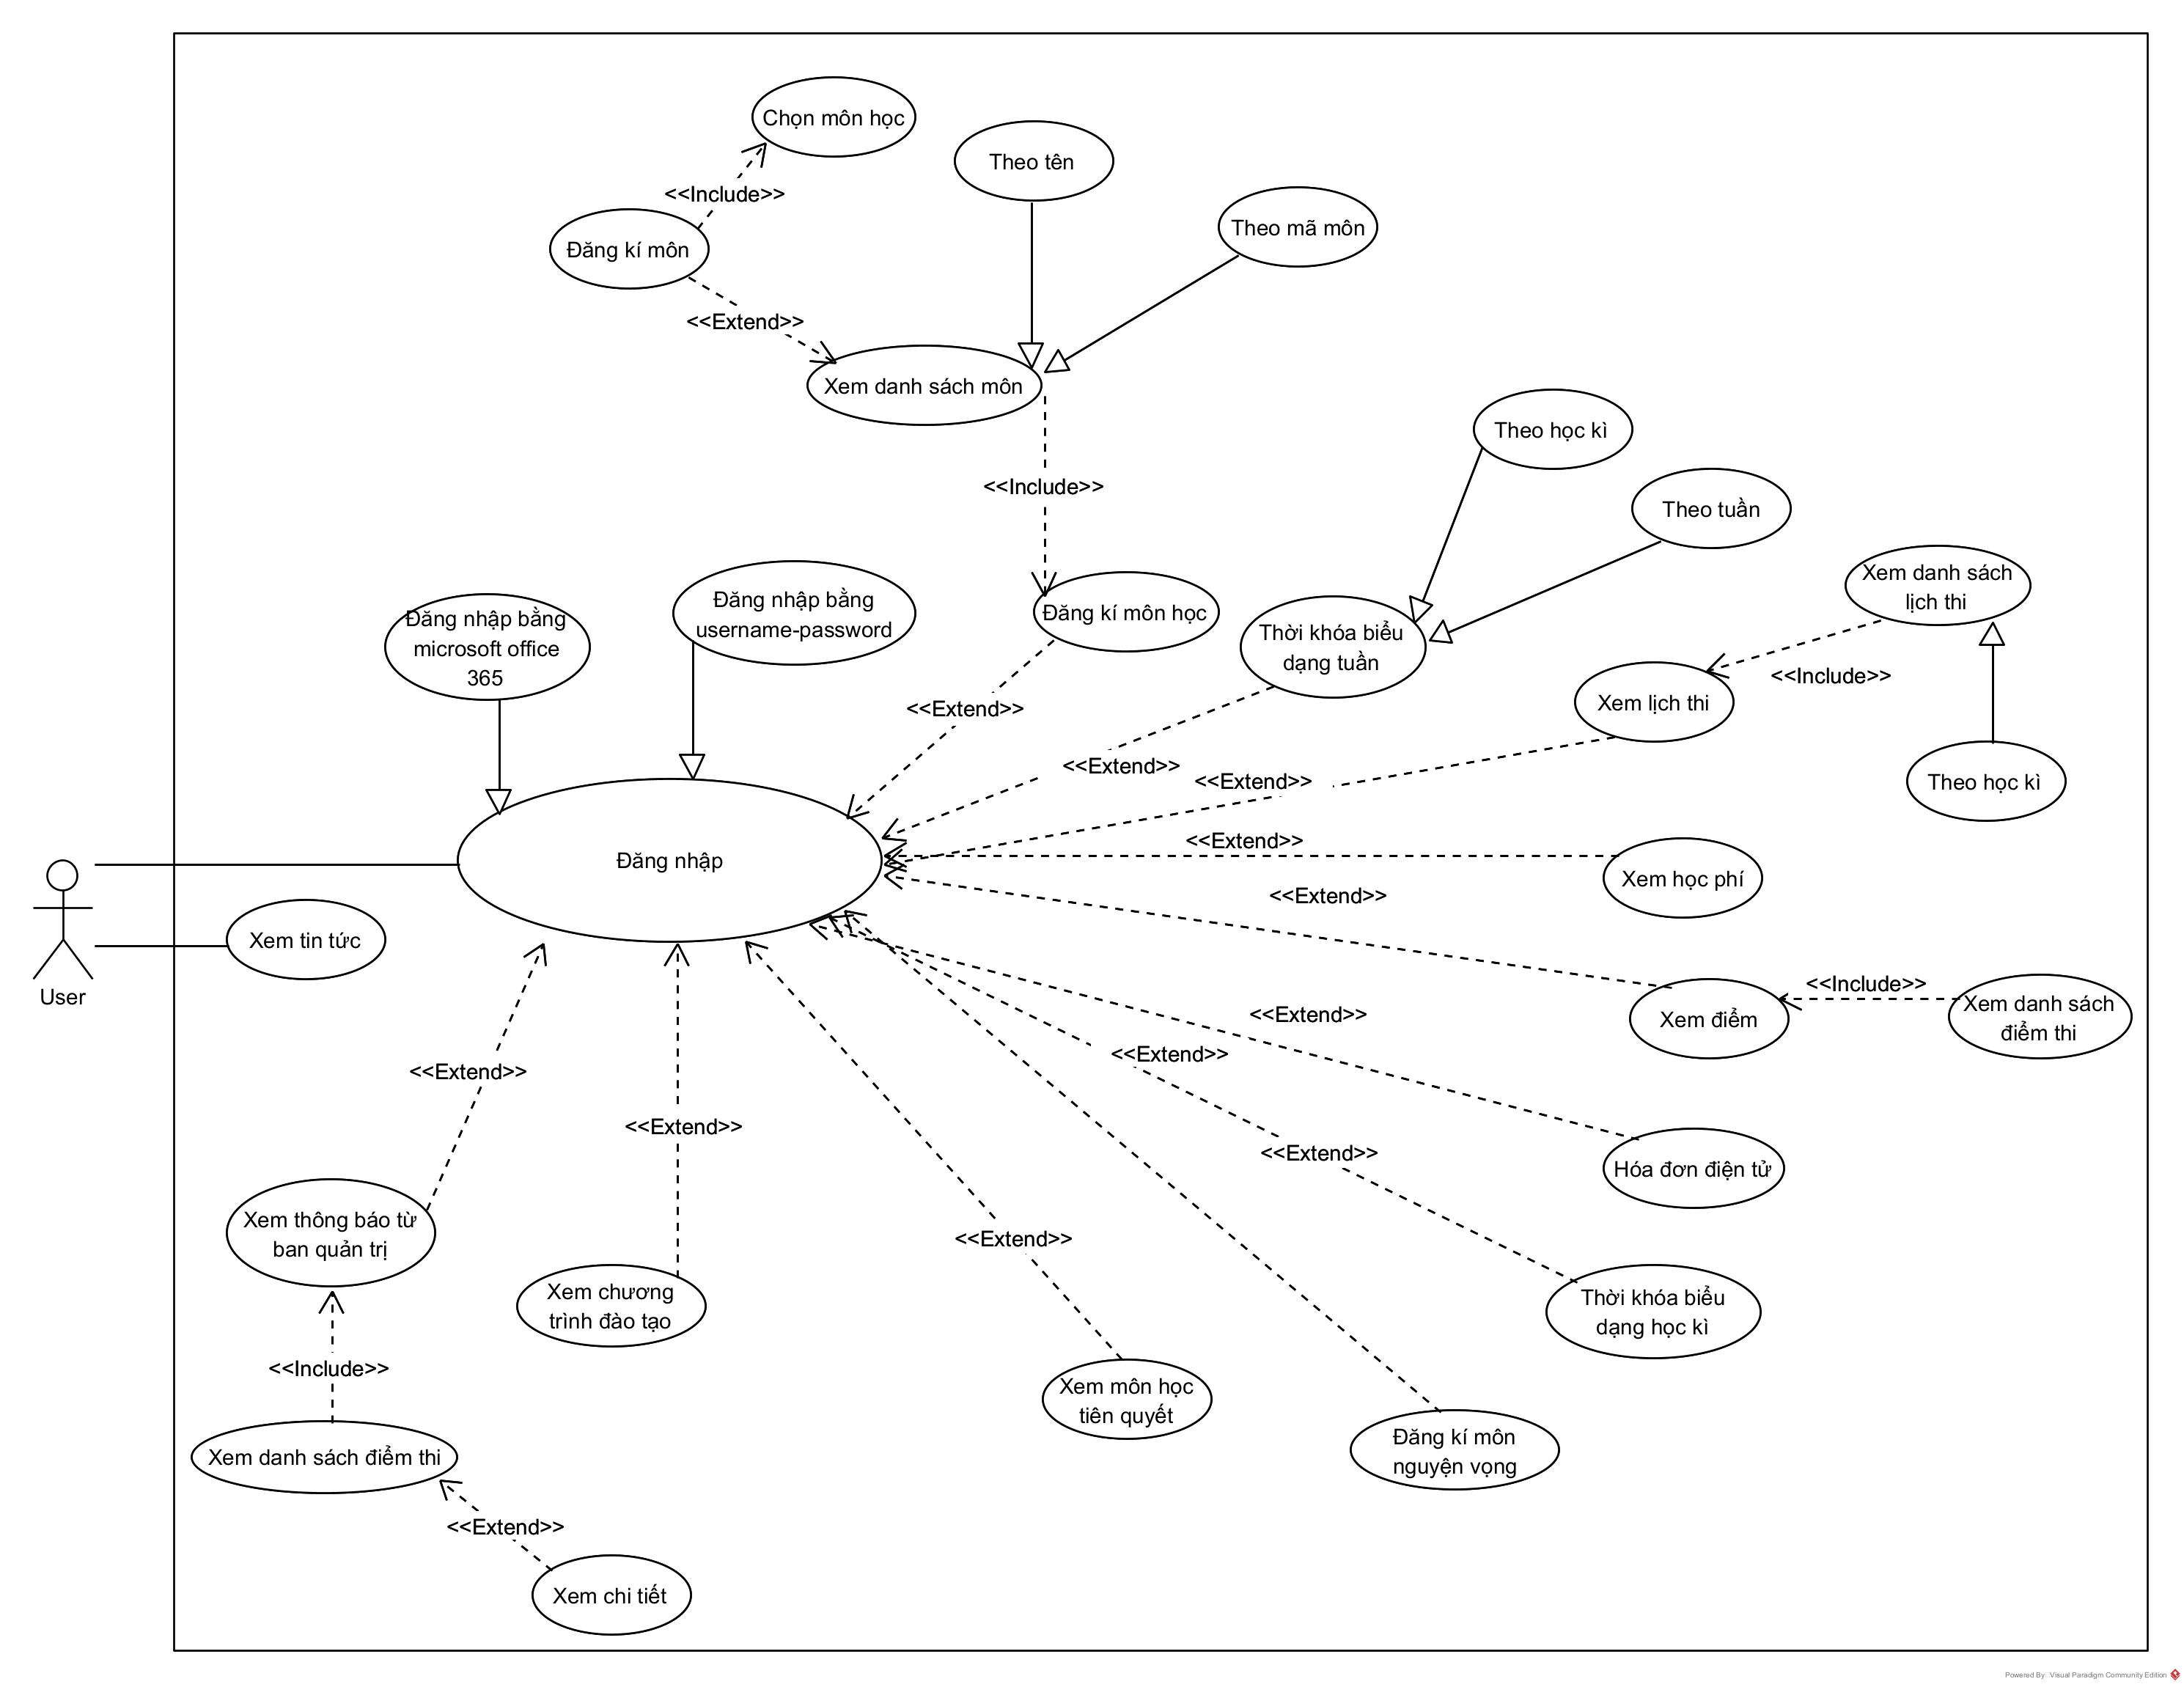 Chọn môn học
Theo tên
<<Include>>
Theo mã môn
Đăng kí môn
<<Extend>>
Xem danh sách môn
Theo học kì
<<Include>>
Theo tuần
Xem danh sách
lịch thi
Đăng nhập bằng
username-password
Đăng nhập bằng
microsoft office
365
Đăng kí môn học
Thời khóa biểu
dạng tuần
<<Include>>
Xem lịch thi
<<Extend>>
<<Extend>>
<<Extend>>
Theo học kì
<<Extend>>
Đăng nhập
Xem học phí
<<Extend>>
Xem tin tức
User
<<Include>>
Xem danh sách
điểm thi
Xem điểm
<<Extend>>
<<Extend>>
<<Extend>>
<<Extend>>
<<Extend>>
Hóa đơn điện tử
Xem thông báo từ
ban quản trị
<<Extend>>
Xem chương
trình đào tạo
Thời khóa biểu
dạng học kì
<<Include>>
Xem môn học
tiên quyết
Đăng kí môn
nguyện vọng
Xem danh sách điểm thi
<<Extend>>
Xem chi tiết
Powered By: Visual Paradigm Community Edition